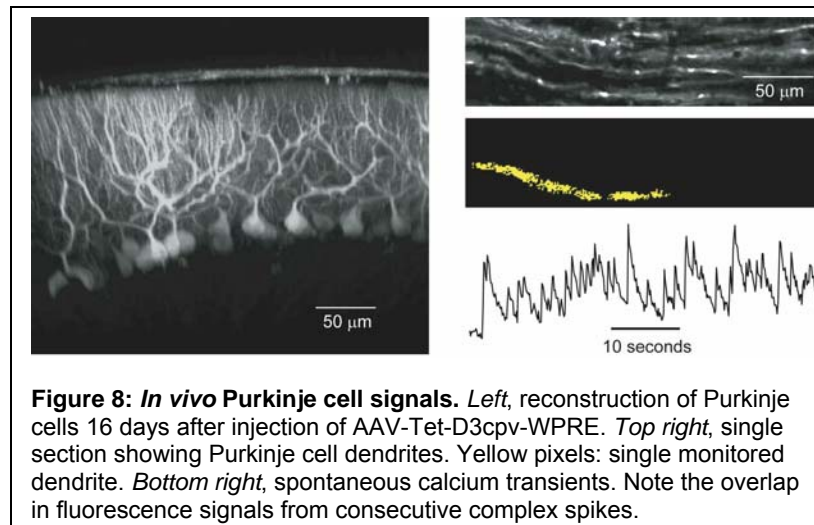 50 μm
50 μm
10 seconds
Figure 8: In vivo Purkinje cell signals. Left, reconstruction of Purkinje
cells 16 days after injection of AAV-Tet-D3cpv-WPRE. Top right, single
section showing Purkinje cell dendrites. Yellow pixels: single monitored
dendrite. Bottom right, spontaneous calcium transients. Note the overlap
in fluorescence signals from consecutive complex spikes.